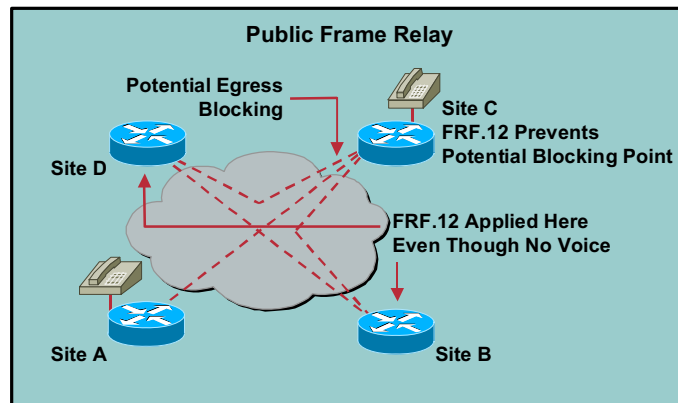 Public Frame Relay
Potential Egress
Blocking
Site C
FRF.12 Prevents
Potential Blocking Point
Site D
FRF.12 Applied Here
Even Though No Voice
Site A
Site B